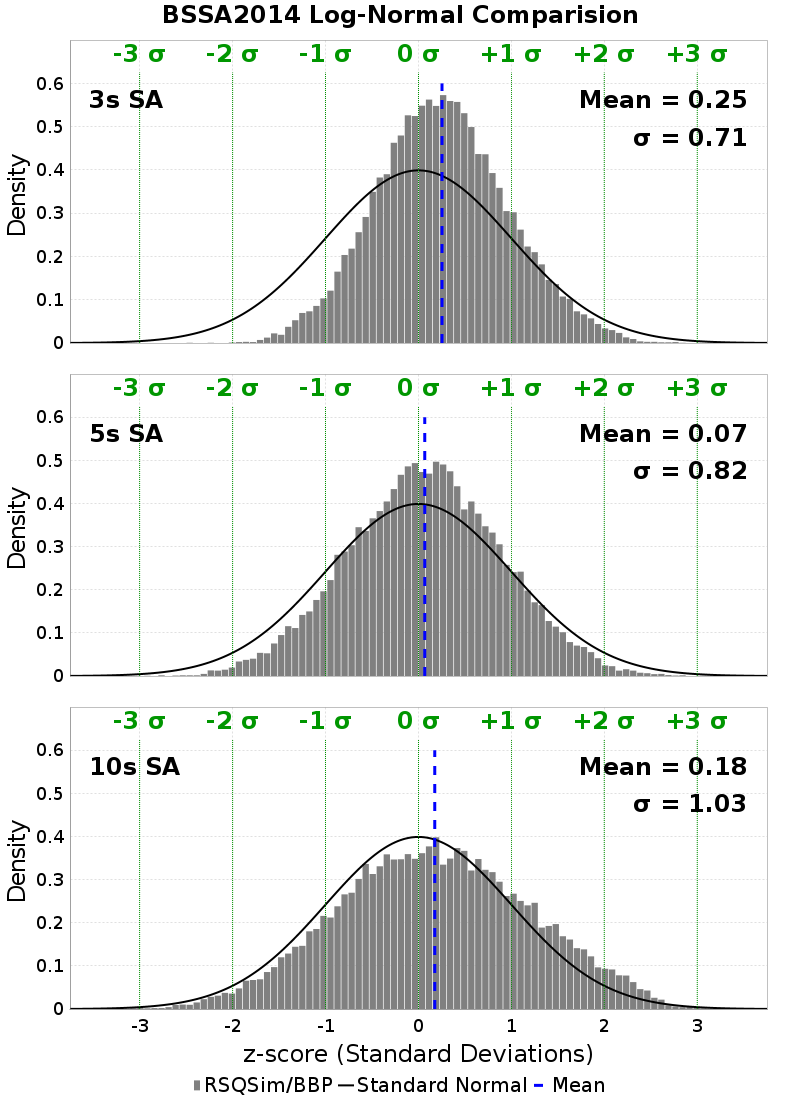 BSSA2014 Log-Normal Comparision
-3 σ -2 σ -1 σ 0 σ +1 σ +2 σ +3 σ
3s SA
Mean = 0.25
σ = 0.71
Density
0.6
0.5
0.4
0.3
0.2
0.1
0
-3 σ -2 σ -1 σ 0 σ +1 σ +2 σ +3 σ
5s SA
Mean = 0.07
σ = 0.82
Density
0.6
0.5
0.4
0.3
0.2
0.1
0
-3 σ -2 σ -1 σ 0 σ +1 σ +2 σ +3 σ
10s SA
Mean = 0.18
σ = 1.03
Density
0.6
0.5
0.4
0.3
0.2
0.1
0
-3 -2 -1 0 1 2 3
z-score (Standard Deviations)
RSQSim/BBP Standard Normal Mean